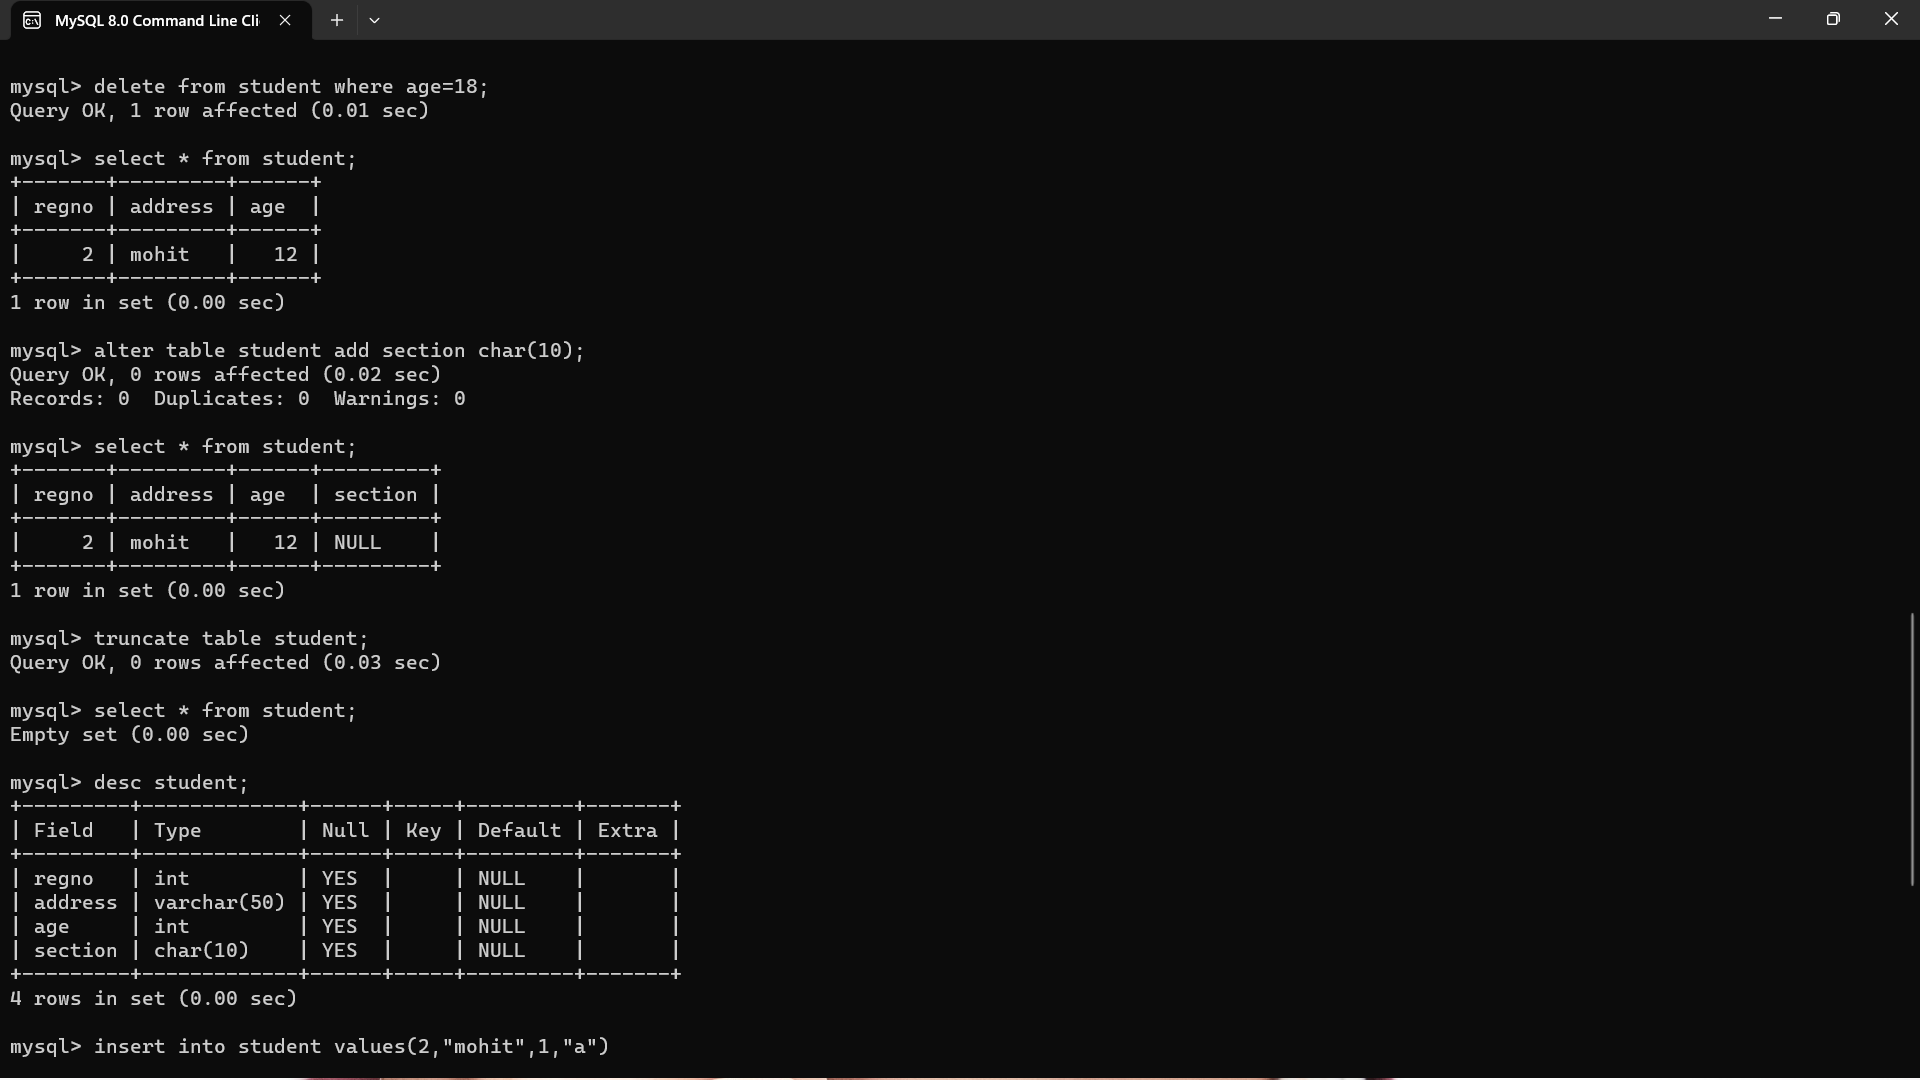 MySQL 8.0 Command Line Cli
mysql> delete from student where age=18;
Query OK, 1 row affected (0.01 sec)
mysql> select * from student;
+-------+---------+------+
| regno | address | age  |
+-------+---------+------+
|     2 | mohit   |   12 |
+-------+---------+------+
1 row in set (0.00 sec)
mysql> alter table student add section char(10);
Query OK, 0 rows affected (0.02 sec)
Records: 0  Duplicates: 0  Warnings: 0
mysql> select * from student;
+-------+---------+------+---------+
| regno | address | age  | section |
+-------+---------+------+---------+
|     2 | mohit   |   12 | NULL    |
+-------+---------+------+---------+
1 row in set (0.00 sec)
mysql> truncate table student;
Query OK, 0 rows affected (0.03 sec)
mysql> select * from student;
Empty set (0.00 sec)
mysql> desc student;
+---------+-------------+------+-----+---------+-------+
| Field   | Type        | Null | Key | Default | Extra |
+---------+-------------+------+-----+---------+-------+
| regno   | int         | YES  |     | NULL    |       |
| address | varchar(50) | YES  |     | NULL    |       |
| age     | int         | YES  |     | NULL    |       |
| section | char(10)    | YES  |     | NULL    |       |
+---------+-------------+------+-----+---------+-------+
4 rows in set (0.00 sec)
mysql> insert into student values(2,"mohit",1,"a")